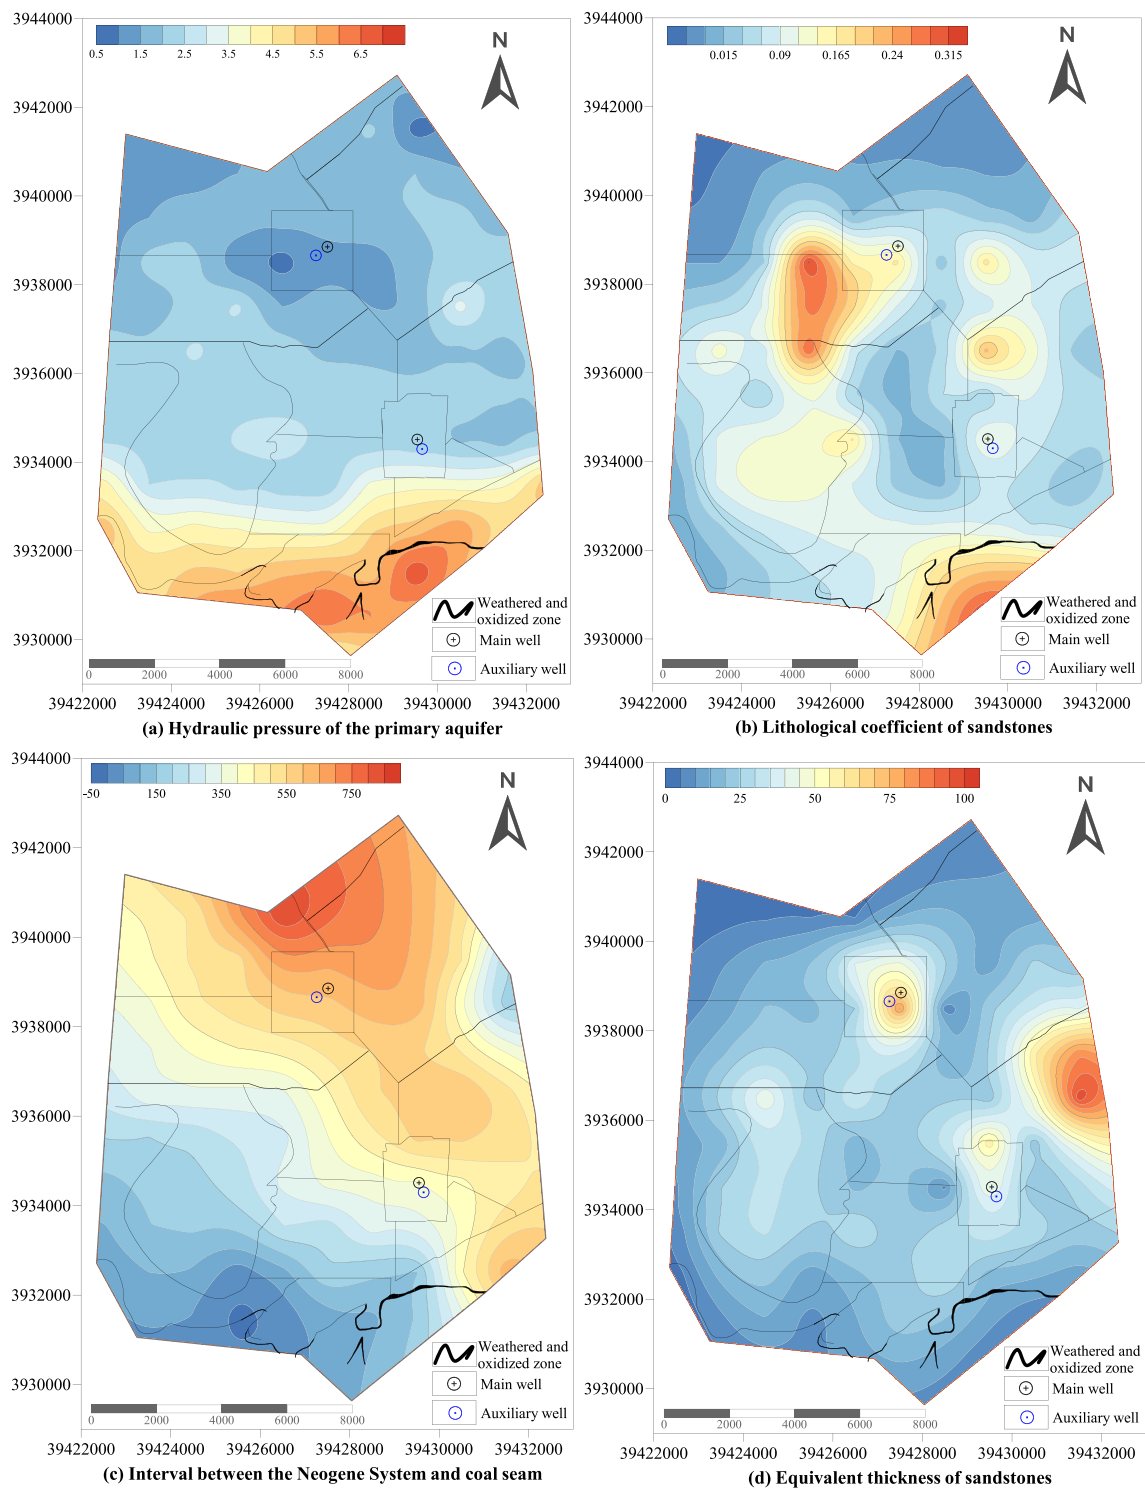 3944000
3942000
3940000
3938000
3936000
3934000
3932000
3930000
0.5 1.5 2.5 3.5 4.5 5.5 6.5
N
Weathered and
oxidized zone
Main well
Auxiliary well
0 2000 4000 6000 8000
39422000 39424000 39426000 39428000 39430000 39432000
(a) Hydraulic pressure of the primary aquifer
3944000
3942000
3940000
3938000
3936000
3934000
3932000
3930000
0.015 0.09 0.165 0.24 0.315
N
Weathered and
oxidized zone
Main well
Auxiliary well
0 2000 4000 6000 8000
39422000 39424000 39426000 39428000 39430000 39432000
(b) Lithological coefficient of sandstones
3944000
3942000
3940000
3938000
3936000
3934000
3932000
3930000
-50 150 350 550 750
N
Weathered and
oxidized zone
Main well
Auxiliary well
0 2000 4000 6000 8000
39422000 39424000 39426000 39428000 39430000 39432000
(c) Interval between the Neogene System and coal seam
3944000
3942000
3940000
3938000
3936000
3934000
3932000
3930000
0 25 50 75 100
N
Weathered and
oxidized zone
Main well
Auxiliary well
0 2000 4000 6000 8000
39422000 39424000 39426000 39428000 39430000 39432000
(d) Equivalent thickness of sandstones